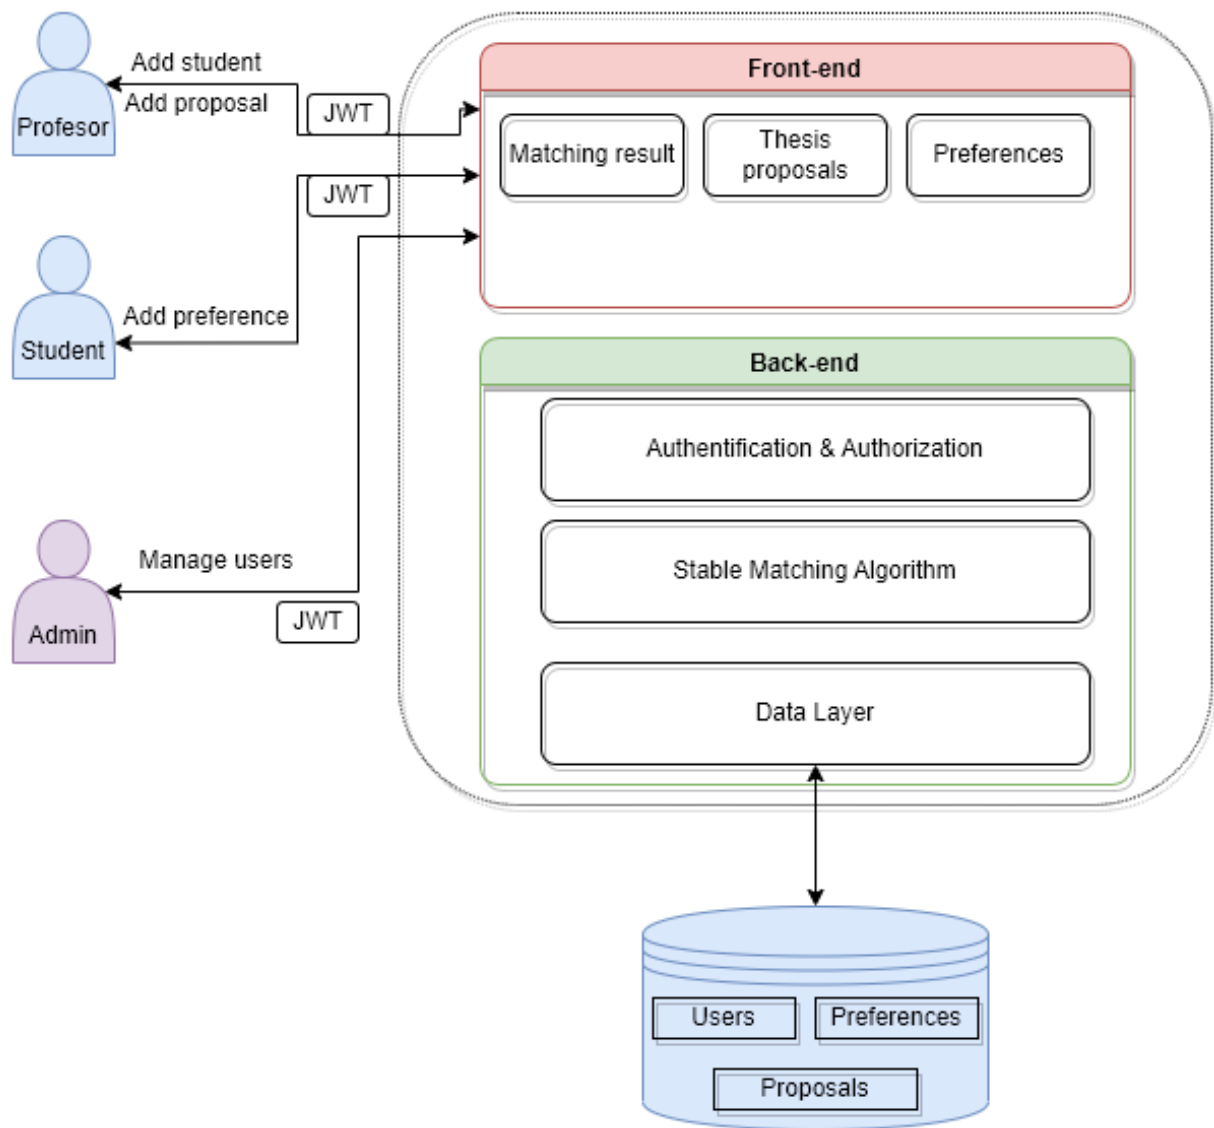 Add student
Add proposal
Profesor
JWT
JWT
Add preference
Student
Manage users
JWT
Admin
Front-end
Matching result
Thesis
proposals
Preferences
Back-end
Authentification & Authorization
Stable Matching Algorithm
Data Layer
Users
Preferences
Proposals